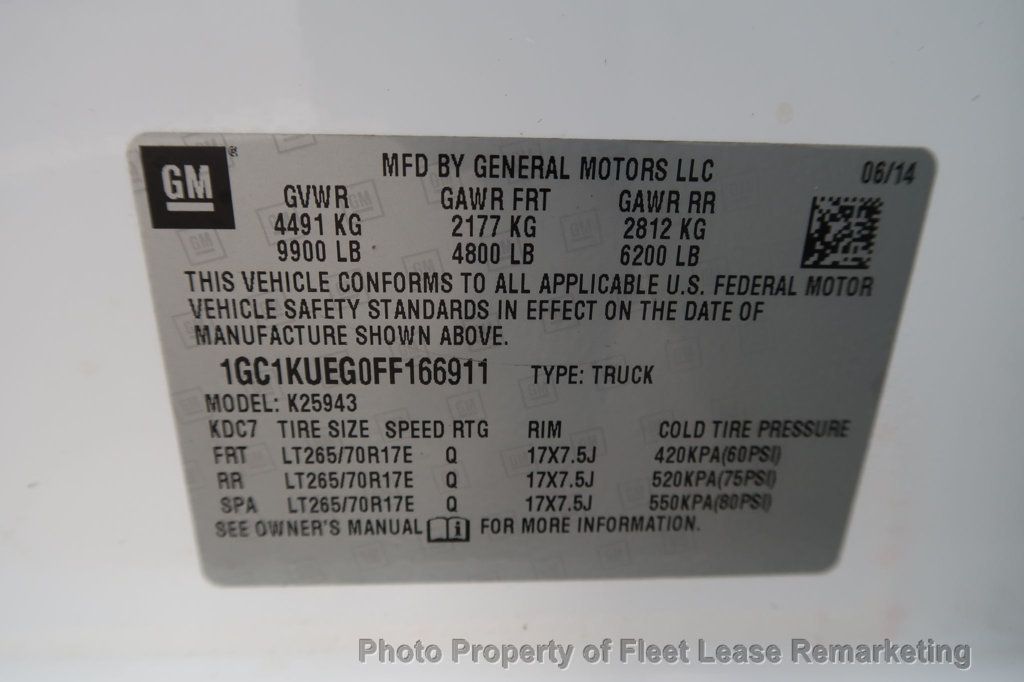 GM®
MFD BY GENERAL MOTORS LLC 06/14
GVWR GAWR FRT GAWR RR
4491 KG 2177 KG 2812 KG
9900 LB 4800 LB 6200 LB
THIS VEHICLE CONFORMS TO ALL APPLICABLE U.S. FEDERAL MOTOR
VEHICLE SAFETY STANDARDS IN EFFECT ON THE DATE OF
MANUFACTURE SHOWN ABOVE.
1GC1KUEG0FF166911 TYPE: TRUCK
MODEL: K25943
KDC7 TIRE SIZE SPEED RTG RIM COLD TIRE PRESSURE
FRT LT265/70R17E Q 17X7.5J 420KPA(60PSI)
RR LT265/70R17E Q 17X7.5J 520KPA(75PSI)
SPA LT265/70R17E Q 17X7.5J 550KPA(80PSI)
SEE OWNER'S MANUAL i FOR MORE INFORMATION.
Photo Property of Fleet Lease Remarketing